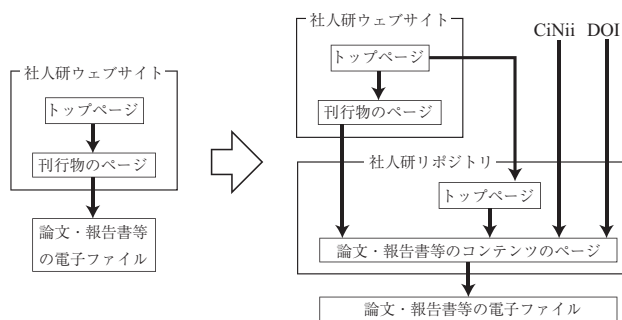 社人研ウェブサイト
トップページ
刊行物のページ
論文・報告書等
の電子ファイル
社人研ウェブサイト
トップページ
刊行物のページ
CiNii DOI
社人研リポジトリ
トップページ
論文・報告書等のコンテンツのページ
論文・報告書等の電子ファイル